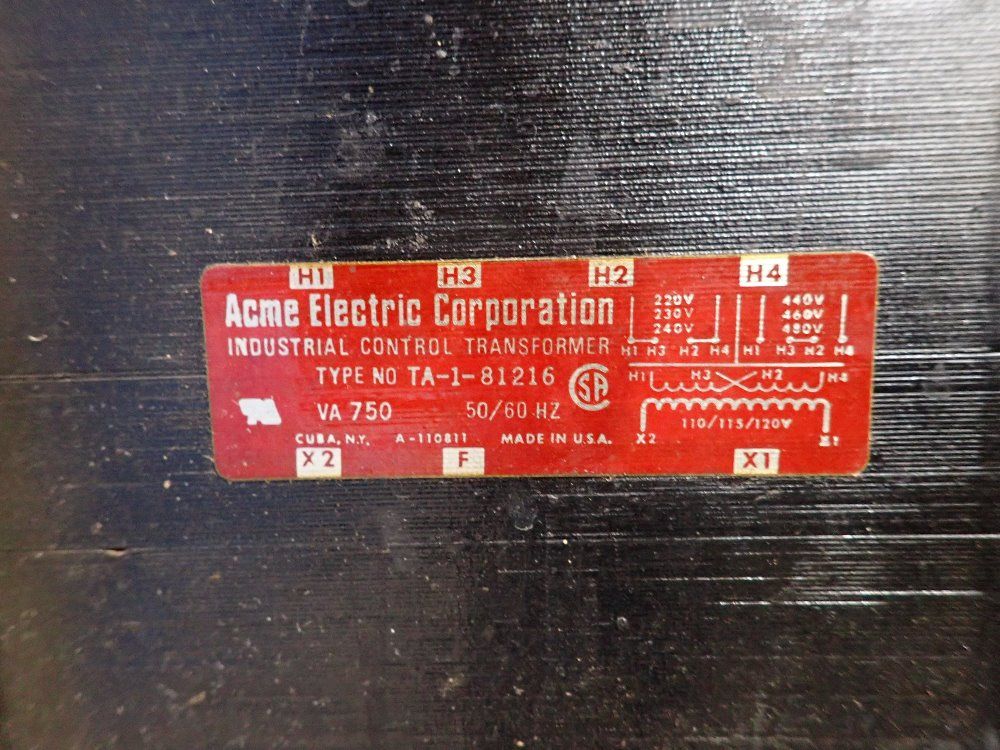 H1 H3 H2 H4
Acme Electric Corporation
INDUSTRIAL CONTROL TRANSFORMER
TYPE NO TA-1-81216
SA
VA 750 50/60 HZ
CUBA, N.Y. A-110811 MADE IN U.S.A.
X2 F X1
220V
230V
240V
H1 H3 H2 H4
440V
460V
480V
H1 H3 H2 H4
H1 H3 H2 H4
110/115/120V
X2 X1